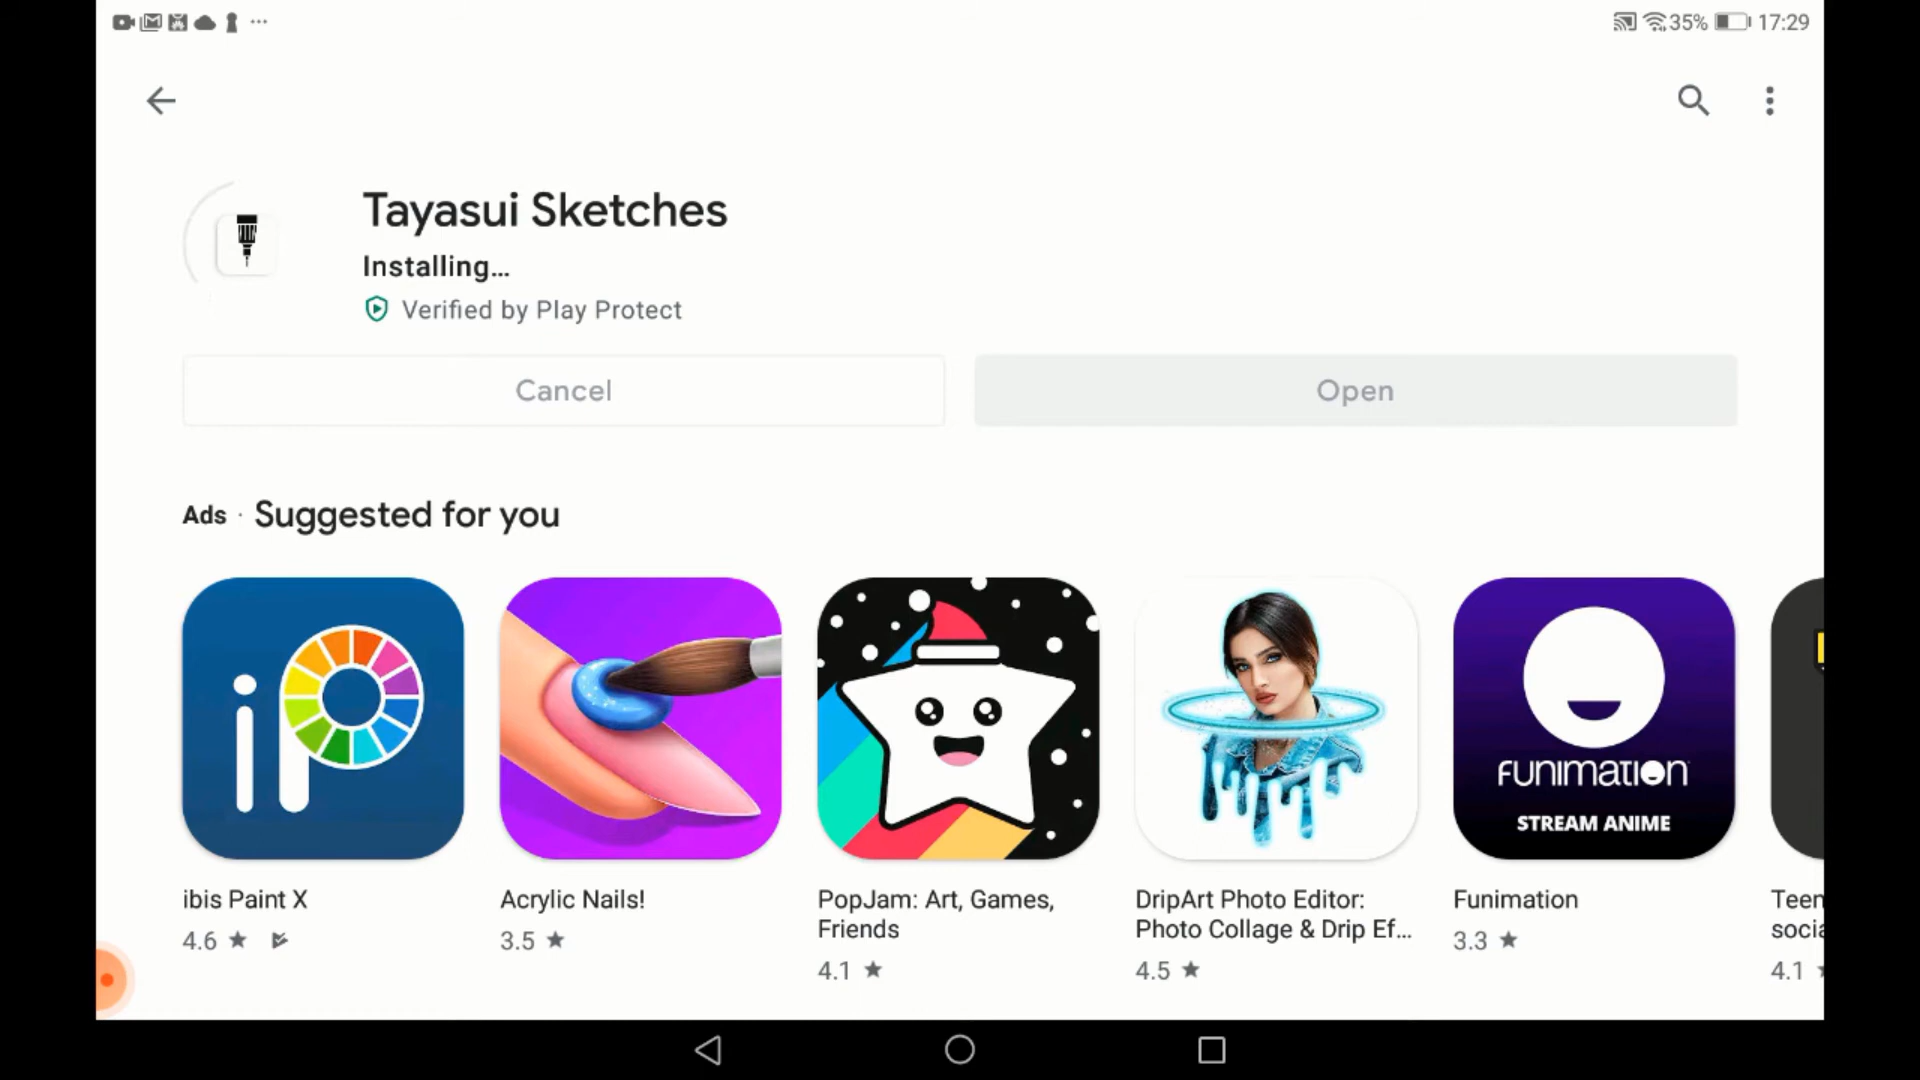 35% 17:29
Tayasui Sketches
Installing...
Verified by Play Protect
Cancel
Open
Ads · Suggested for you
iP
FUNIMATION
STREAM ANIME
ibis Paint X
4.6 ★
Acrylic Nails!
3.5 ★
PopJam: Art, Games,
Friends
4.1 ★
DripArt Photo Editor:
Photo Collage & Drip Ef...
4.5 ★
Funimation
3.3 ★
Teen
socia
4.1